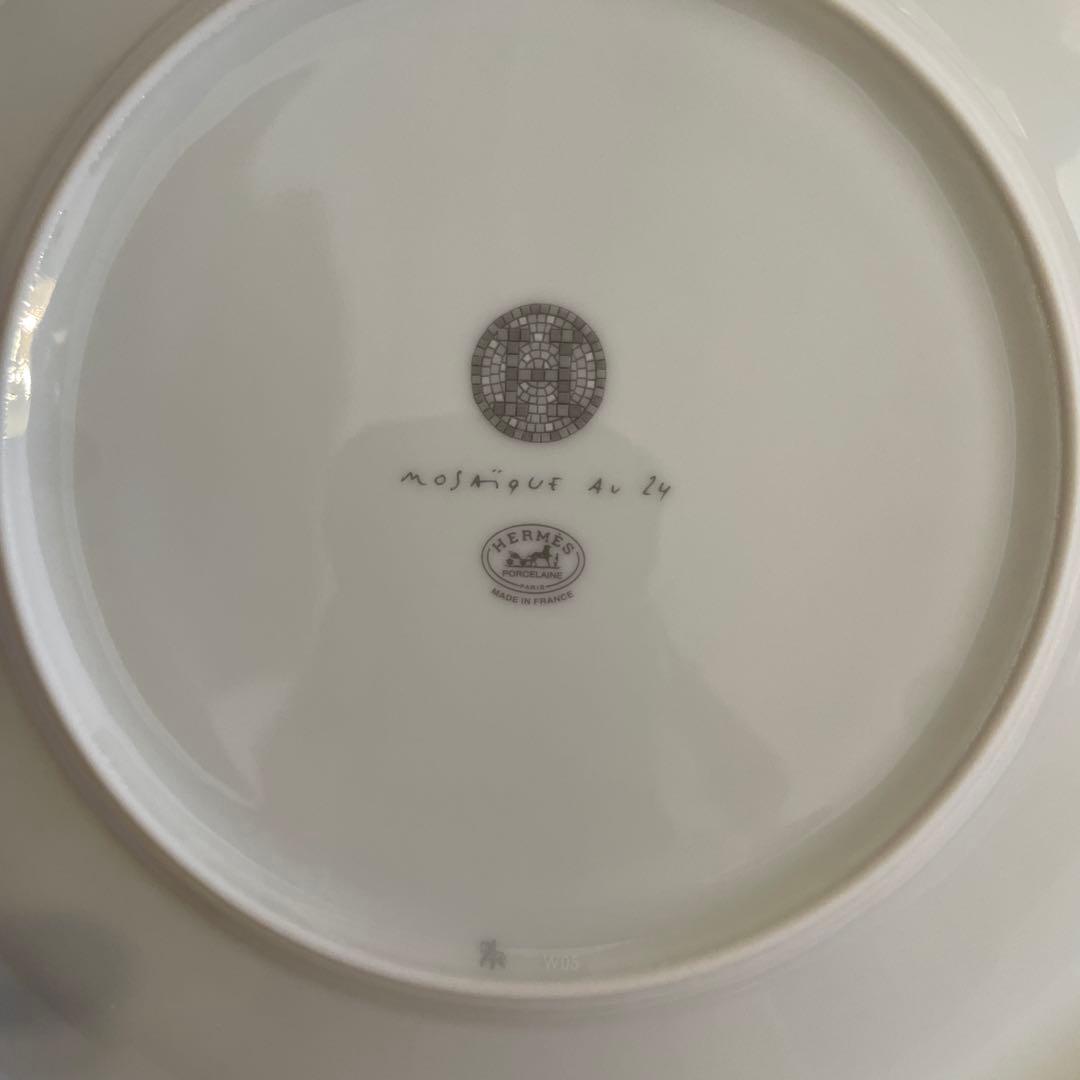 H
MOSAÏQUE AU 24
HERMÈS
PORCELAINE
PARIS
MADE IN FRANCE
W05